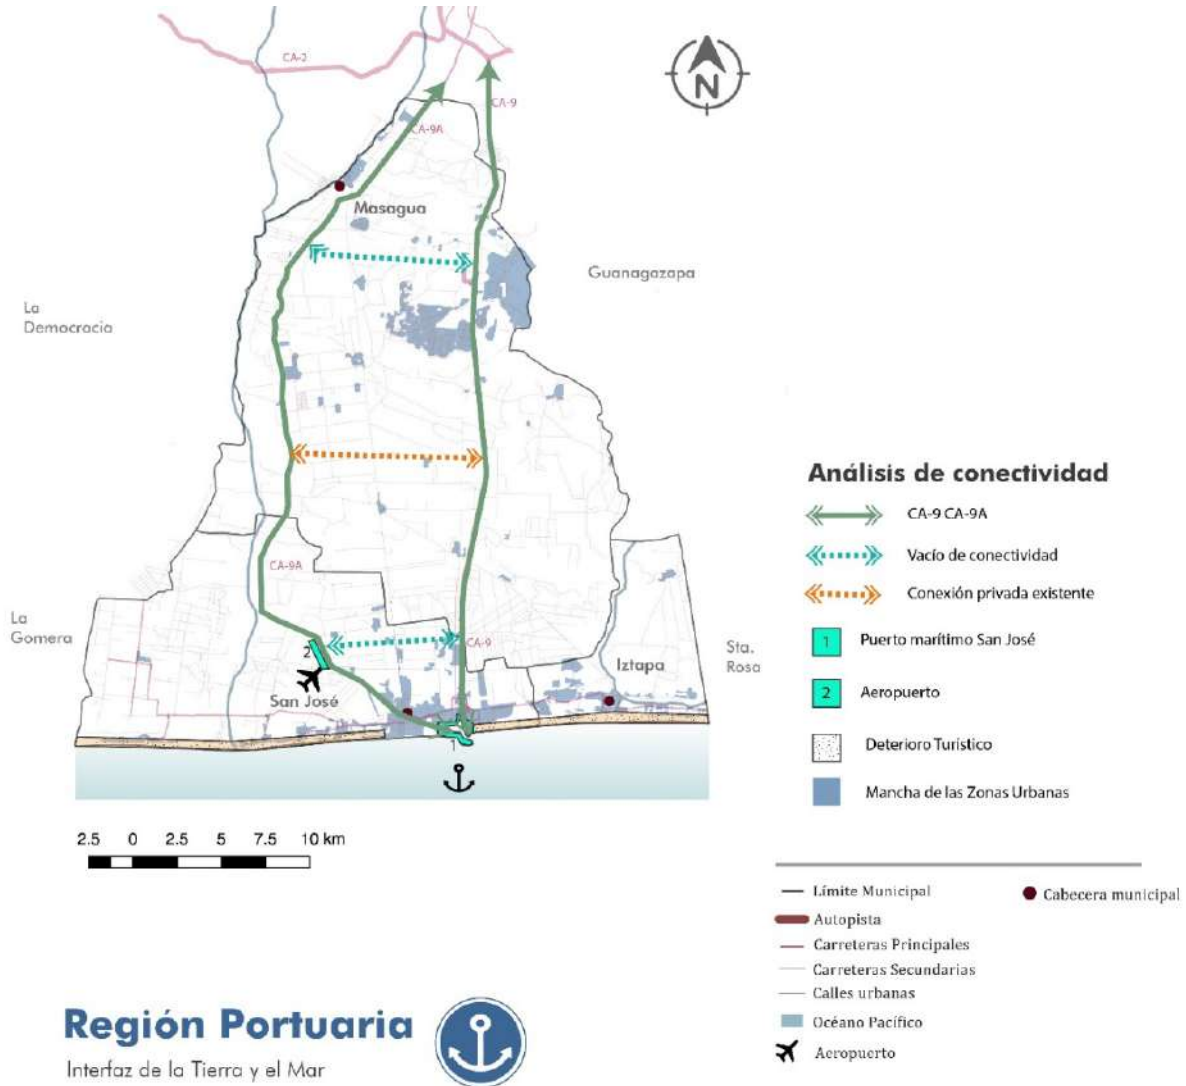 CA-2
N
CA-9
CA-9A
Masagua
Guanagazapa
1
La
Democracia
Análisis de conectividad
CA-9 CA-9A
Vacío de conectividad
CA-9A
Conexión privada existente
La
Gomera
CA-9
Sta.
Rosa
1 Puerto marítimo San José
2
Iztapa
San José
2 Aeropuerto
1
Deterioro Turístico
Mancha de las Zonas Urbanas
2.5 0 2.5 5 7.5 10 km
Límite Municipal
Cabecera municipal
Autopista
Carreteras Principales
Carreteras Secundarias
Calles urbanas
Océano Pacífico
Aeropuerto
Región Portuaria
Interfaz de la Tierra y el Mar